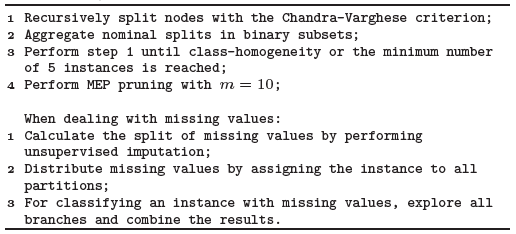 1 Recursively split nodes with the Chandra-Varghese criterion;
2 Aggregate nominal splits in binary subsets;
3 Perform step 1 until class-homogeneity or the minimum number
of 5 instances is reached;
4 Perform MEP pruning with m = 10;
When dealing with missing values:
1 Calculate the split of missing values by performing
unsupervised imputation;
2 Distribute missing values by assigning the instance to all
partitions;
3 For classifying an instance with missing values, explore all
branches and combine the results.